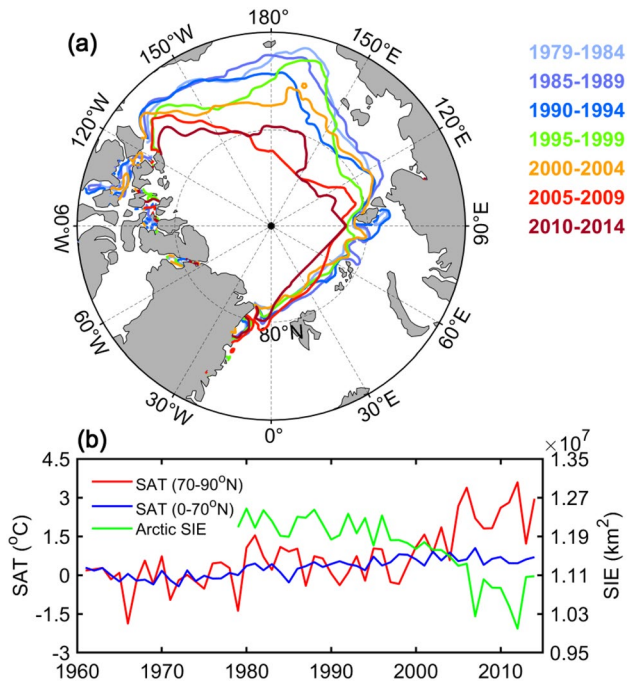 (a)
180°
150°W
150°E
120°W
120°E
90°W
90°E
60°W
60°E
30°W
30°E
0°
80°N
1979-1984
1985-1989
1990-1994
1995-1999
2000-2004
2005-2009
2010-2014
(b)
×10⁷
4.5
3
1.5
0
-1.5
-3
SAT (°C)
SAT (70-90°N)
SAT (0-70°N)
Arctic SIE
1.35
1.27
1.19
1.11
1.03
0.95
SIE (km²)
1960 1970 1980 1990 2000 2010